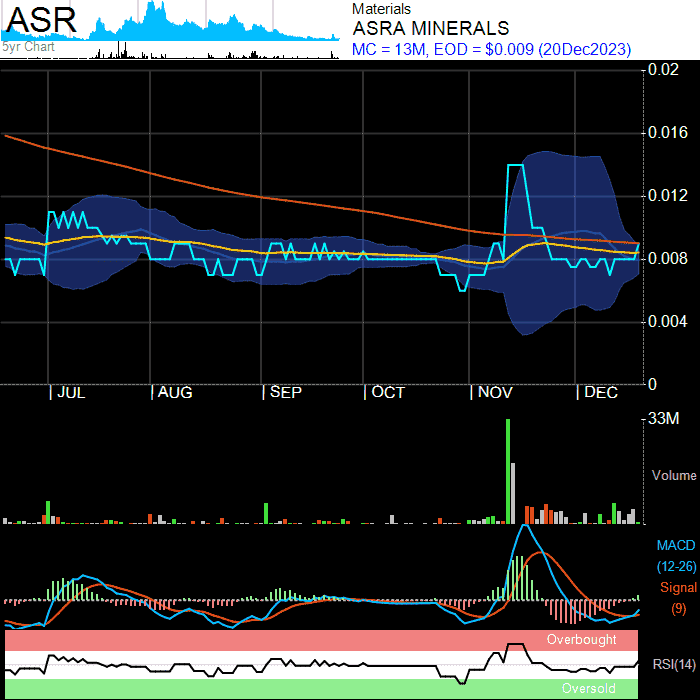 ASR
5yr Chart
Materials
ASRA MINERALS
MC = 13M, EOD = $0.009 (20Dec2023)
0.02
0.016
0.012
0.008
0.004
0
| JUL | AUG | SEP | OCT | NOV | DEC
33M
Volume
MACD
(12-26)
Signal
(9)
Overbought
RSI(14)
Oversold